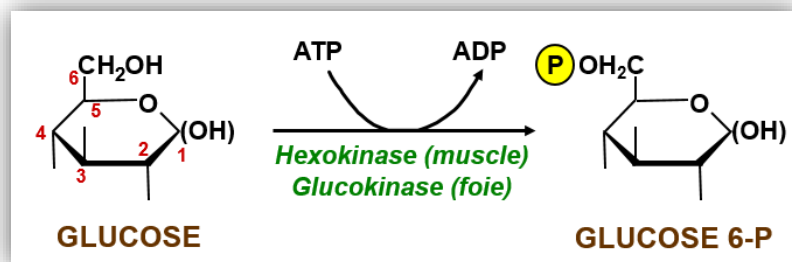 ATP ADP
6 CH₂OH P OH₂C
5 O O
4 (OH) (OH)
2 1
3
Hexokinase (muscle)
Glucokinase (foie)
GLUCOSE GLUCOSE 6-P